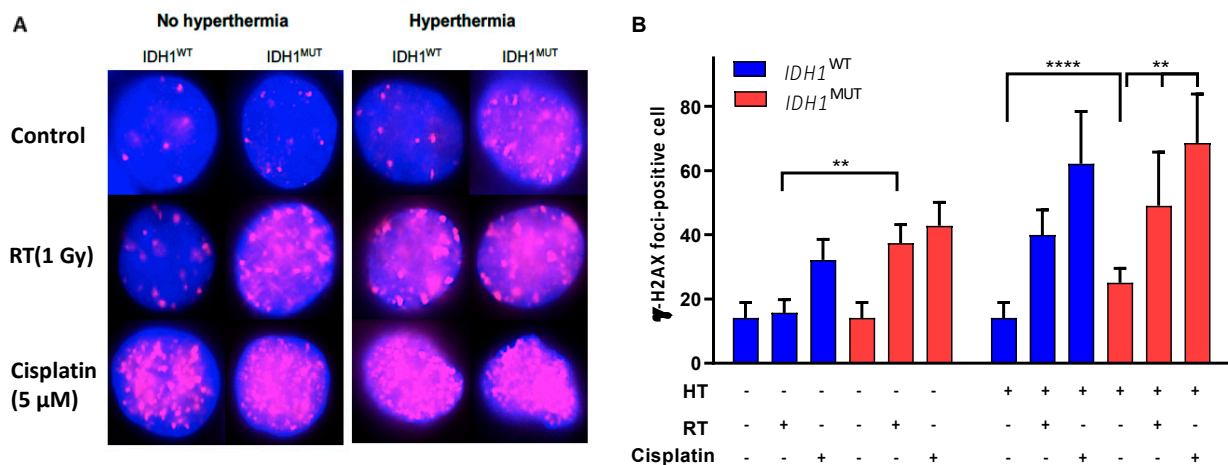 A
No hyperthermia
Hyperthermia
IDH1WT
IDH1MUT
IDH1WT
IDH1MUT
Control
RT(1 Gy)
Cisplatin
(5 µM)
B
IDH1WT
IDH1MUT
**
****
**
γ-H2AX foci-positive cell
80
60
40
20
0
HT - - - - - - + + + + + +
RT - + - - + - - + - - + -
Cisplatin - - + - - + - - + - - +